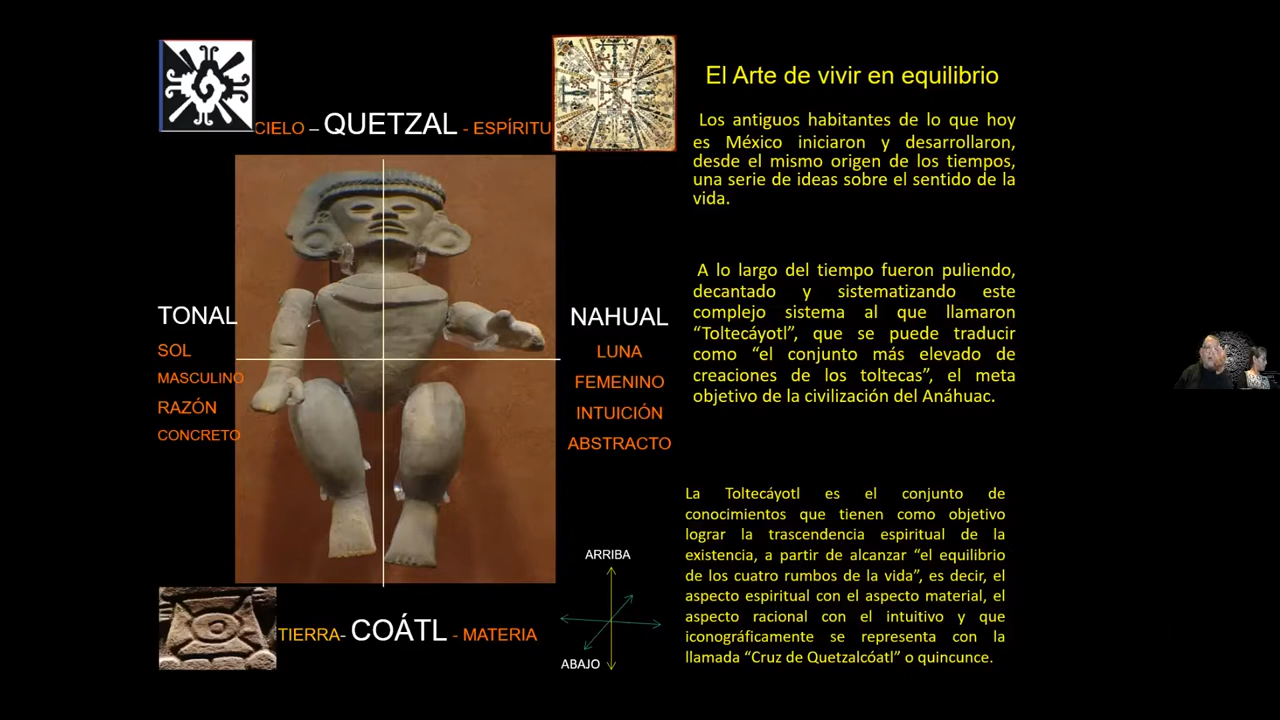 El Arte de vivir en equilibrio
CIELO – QUETZAL - ESPÍRITU
Los antiguos habitantes de lo que hoy
es México iniciaron y desarrollaron,
desde el mismo origen de los tiempos,
una serie de ideas sobre el sentido de la
vida.
TONAL
SOL
MASCULINO
RAZÓN
CONCRETO
NAHUAL
LUNA
FEMENINO
INTUICIÓN
ABSTRACTO
A lo largo del tiempo fueron puliendo,
decantado y sistematizando este
complejo sistema al que llamaron
“Toltecáyotl”, que se puede traducir
como “el conjunto más elevado de
creaciones de los toltecas”, el meta
objetivo de la civilización del Anáhuac.
La Toltecáyotl es el conjunto de
conocimientos que tienen como objetivo
lograr la trascendencia espiritual de la
existencia, a partir de alcanzar “el equilibrio
de los cuatro rumbos de la vida”, es decir, el
aspecto espiritual con el aspecto material, el
aspecto racional con el intuitivo y que
iconográficamente se representa con la
llamada “Cruz de Quetzalcóatl” o quincunce.
ARRIBA
TIERRA- COÁTL - MATERIA
ABAJO